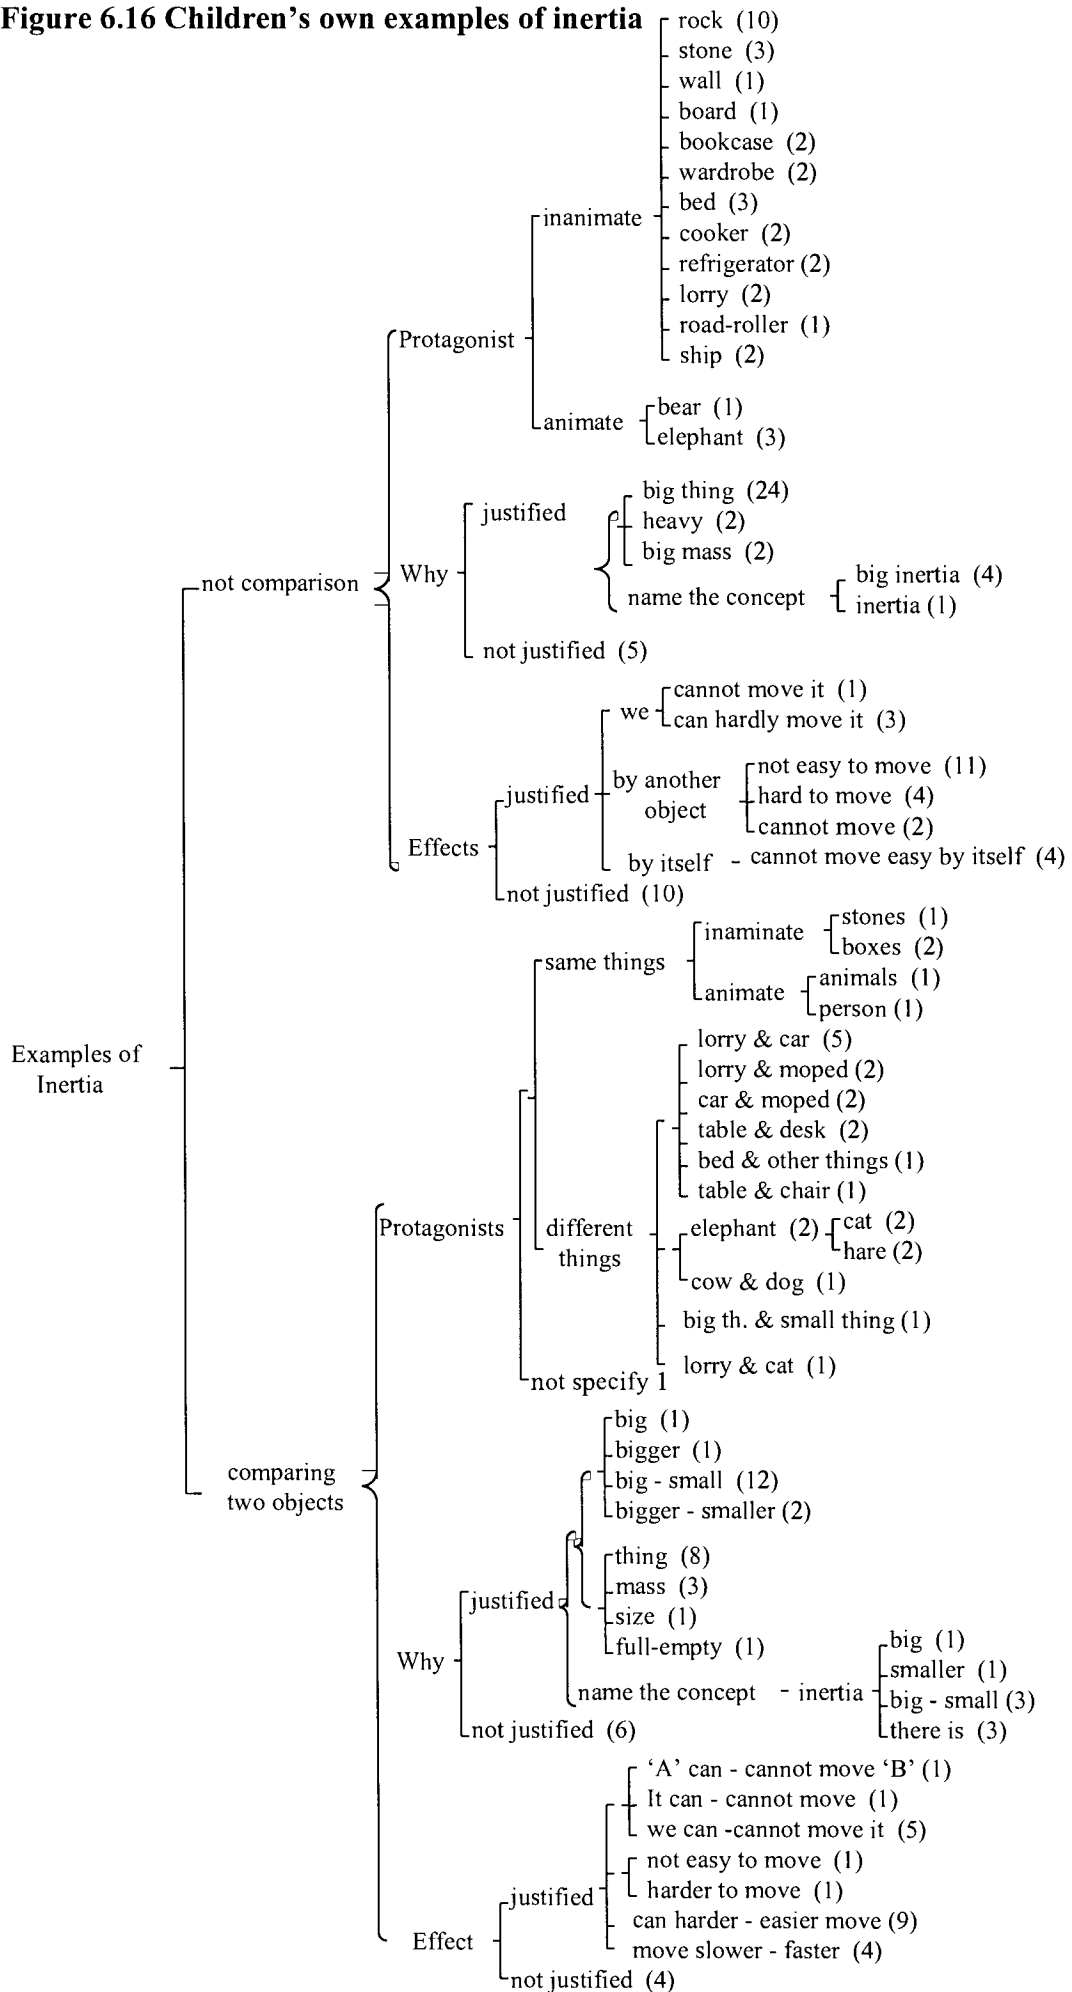 Figure 6.16 Children's own examples of inertia
rock (10)
stone (3)
wall (1)
board (1)
bookcase (2)
wardrobe (2)
bed (3)
inanimate
cooker (2)
refrigerator (2)
lorry (2)
road-roller (1)
Protagonist
ship (2)
bear (1)
animate
elephant (3)
big thing (24)
justified
heavy (2)
big mass (2)
not comparison
Why
name the concept
big inertia (4)
inertia (1)
not justified (5)
we
cannot move it (1)
can hardly move it (3)
by another
object
not easy to move (11)
hard to move (4)
cannot move (2)
justified
Effects
by itself
cannot move easy by itself (4)
not justified (10)
inaminate
stones (1)
boxes (2)
same things
animate
animals (1)
person (1)
Examples of
Inertia
lorry & car (5)
lorry & moped (2)
car & moped (2)
table & desk (2)
bed & other things (1)
table & chair (1)
Protagonists
different
things
elephant (2)
cat (2)
hare (2)
cow & dog (1)
big th. & small thing (1)
lorry & cat (1)
not specify 1
comparing
two objects
big (1)
bigger (1)
big - small (12)
bigger - smaller (2)
thing (8)
mass (3)
size (1)
full-empty (1)
justified
Why
name the concept - inertia
big (1)
smaller (1)
big - small (3)
there is (3)
not justified (6)
‘A’ can - cannot move ‘B’ (1)
It can - cannot move (1)
we can -cannot move it (5)
not easy to move (1)
harder to move (1)
justified
can harder - easier move (9)
Effect
move slower - faster (4)
not justified (4)